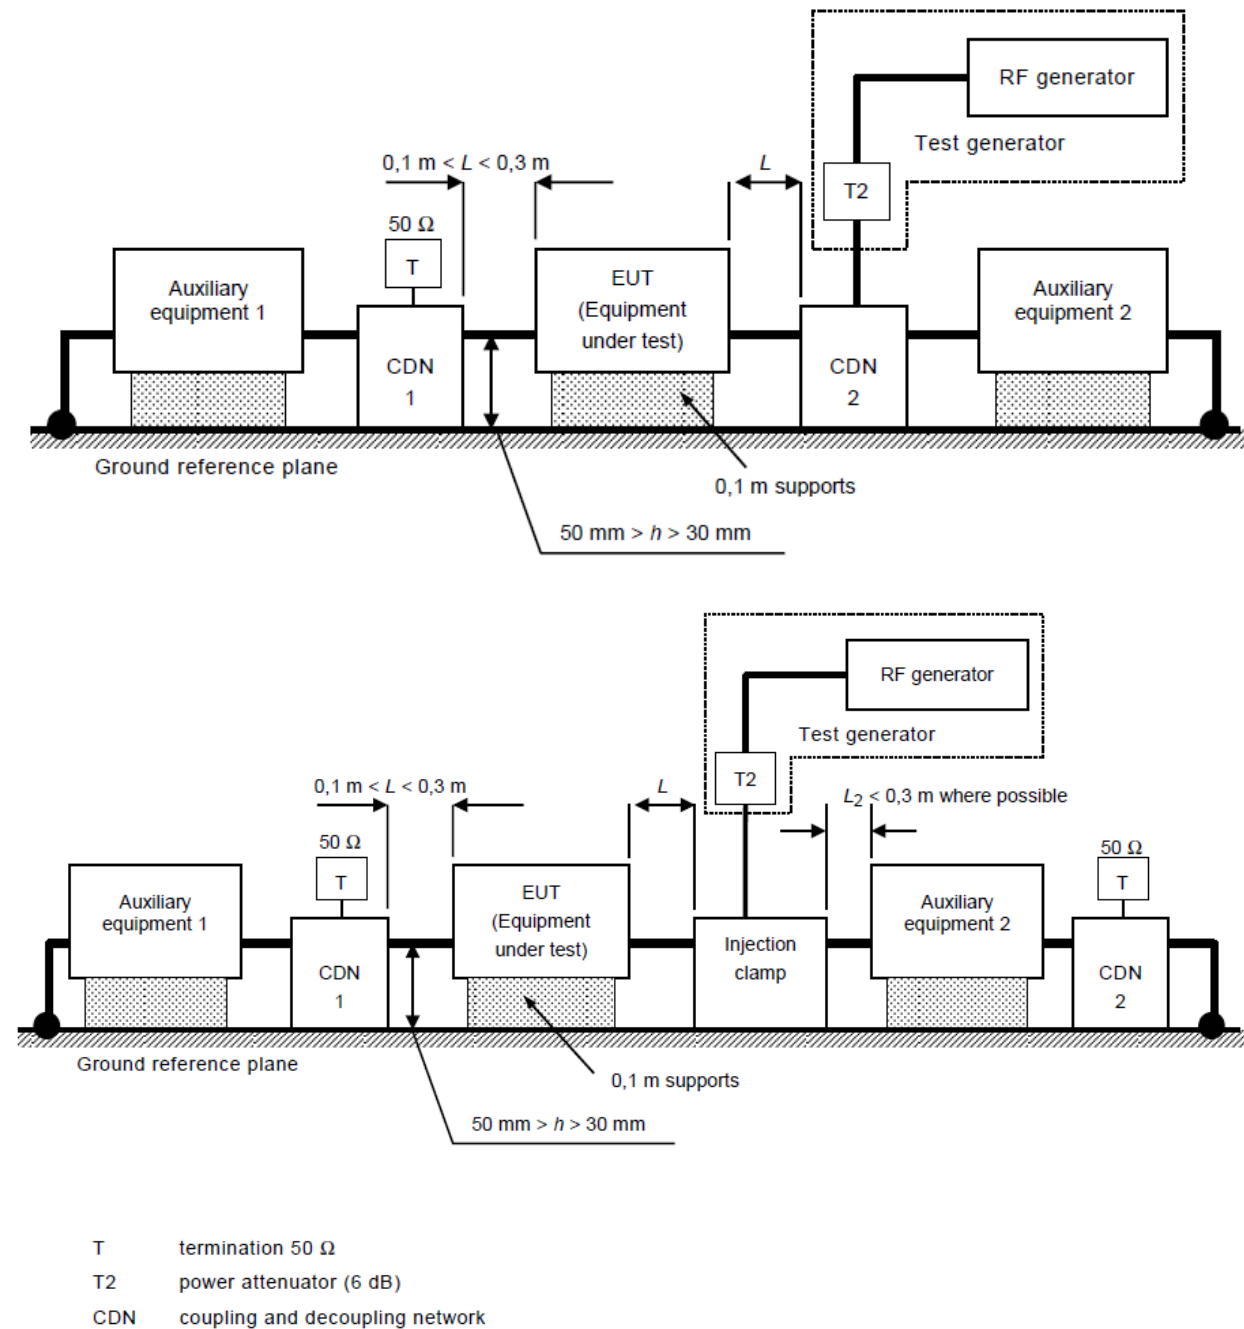 RF generator
Test generator
0,1 m < L < 0,3 m
L
T2
50 Ω
T
Auxiliary
equipment 1
EUT
(Equipment
under test)
Auxiliary
equipment 2
CDN
1
CDN
2
Ground reference plane
0,1 m supports
50 mm > h > 30 mm
RF generator
Test generator
0,1 m < L < 0,3 m
L
T2
L2 < 0,3 m where possible
50 Ω
50 Ω
T
T
Auxiliary
equipment 1
EUT
(Equipment
under test)
Auxiliary
equipment 2
Injection
clamp
CDN
1
CDN
2
Ground reference plane
0,1 m supports
50 mm > h > 30 mm
T termination 50 Ω
T2 power attenuator (6 dB)
CDN coupling and decoupling network